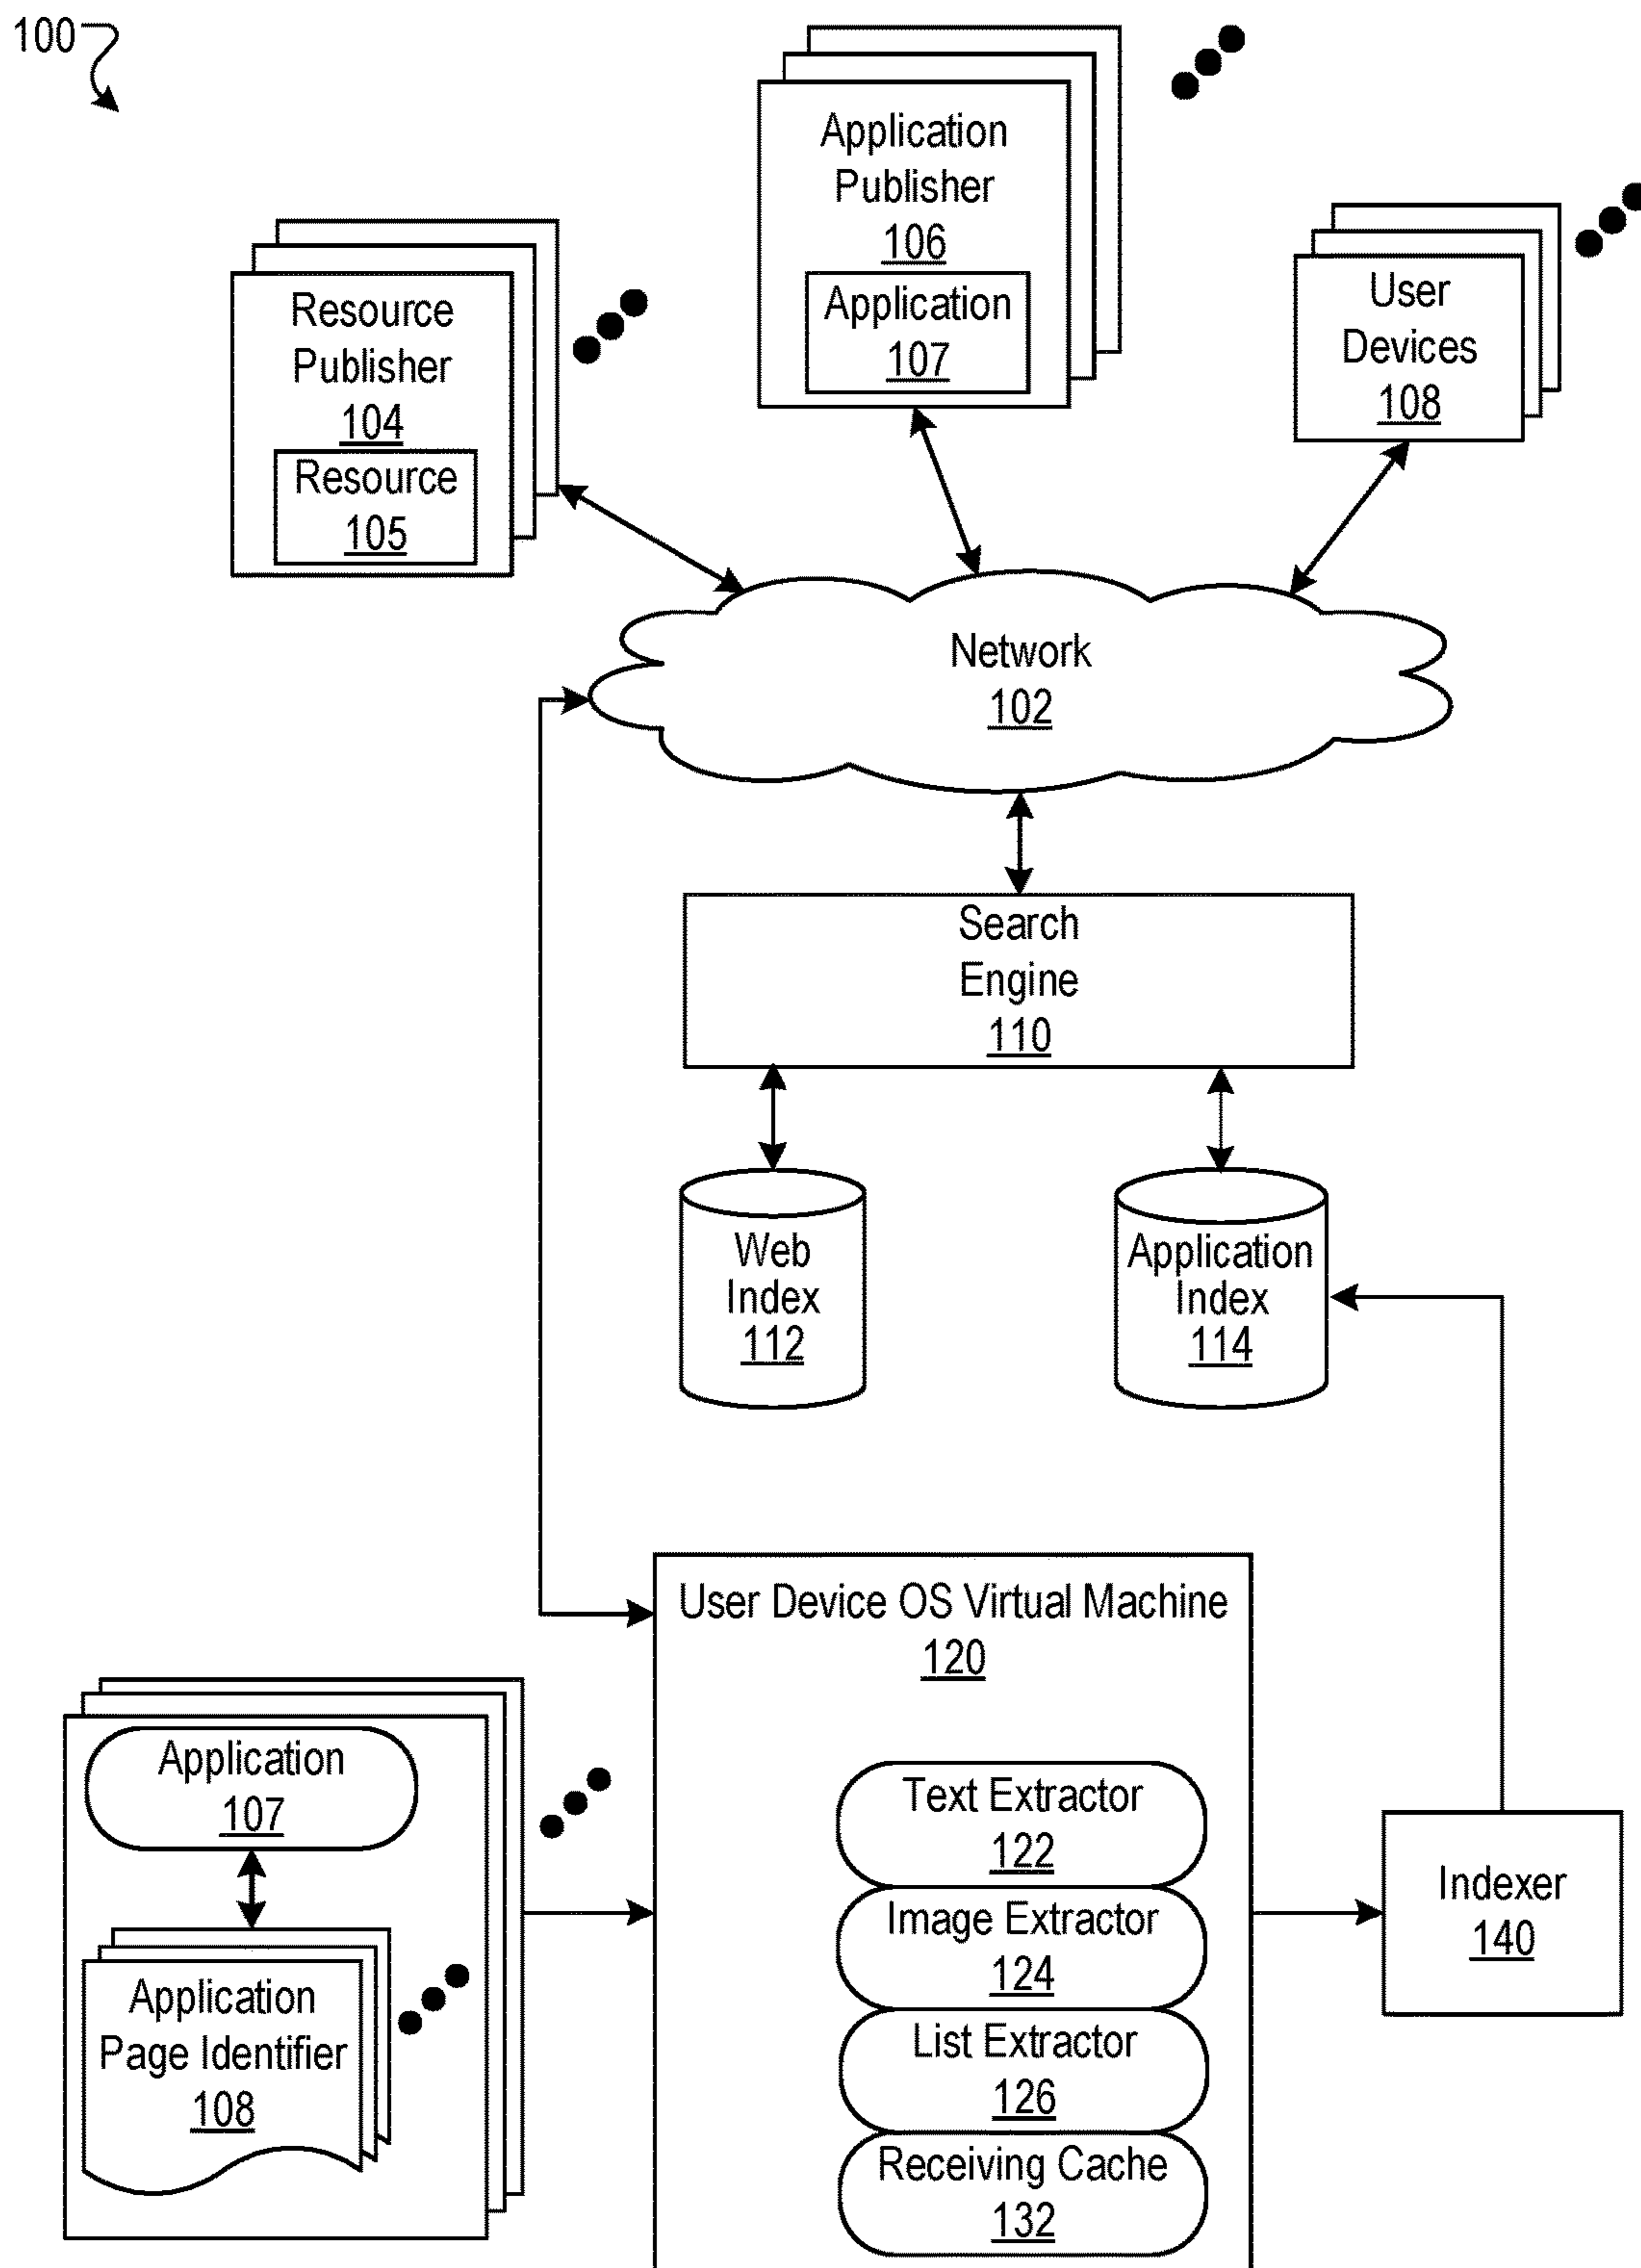 100
Application
Publisher
106
Application
107
Resource
Publisher
104
Resource
105
User
Devices
108
Network
102
Search
Engine
110
Web
Index
112
Application
Index
114
User Device OS Virtual Machine
120
Application
107
Application
Page Identifier
108
Text Extractor
122
Image Extractor
124
List Extractor
126
Receiving Cache
132
Indexer
140